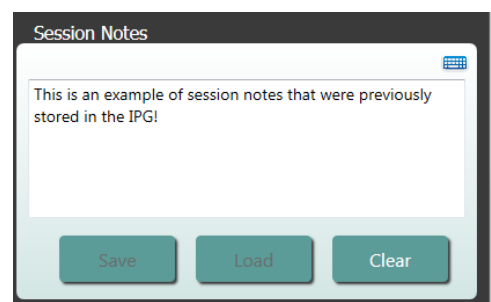 Session Notes
This is an example of session notes that were previously
stored in the IPG!
Save
Load
Clear